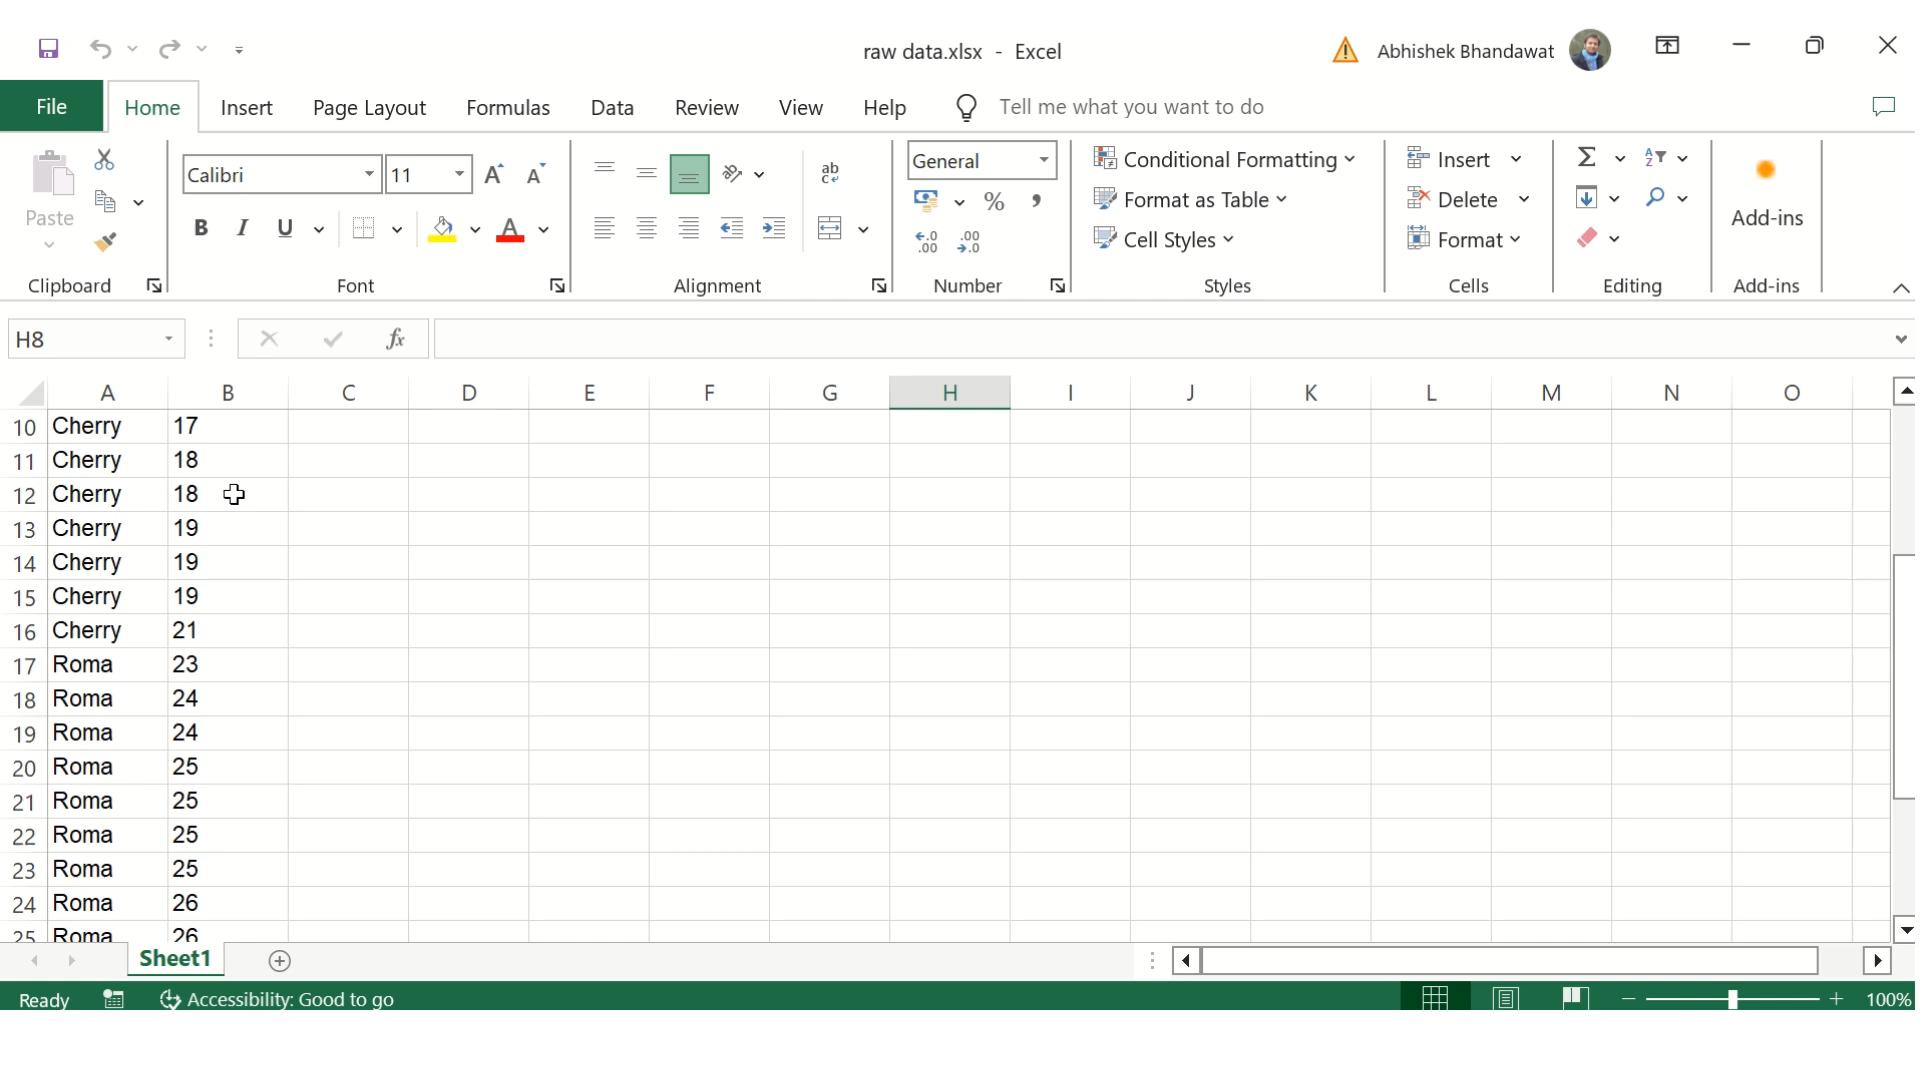 raw data.xlsx - Excel
Abhishek Bhandawat
File Home Insert Page Layout Formulas Data Review View Help Tell me what you want to do
Paste
Clipboard
Calibri 11
B I U A
Font
ab
c
Alignment
General
% ,
.00 .00
.0
Number
Conditional Formatting
Format as Table
Cell Styles
Styles
Insert
Delete
Format
Cells
Σ
Editing
Add-ins
Add-ins
H8 fx
A B C D E F G H I J K L M N O
10 Cherry 17
11 Cherry 18
12 Cherry 18
13 Cherry 19
14 Cherry 19
15 Cherry 19
16 Cherry 21
17 Roma 23
18 Roma 24
19 Roma 24
20 Roma 25
21 Roma 25
22 Roma 25
23 Roma 25
24 Roma 26
25 Roma 26
Sheet1
Ready Accessibility: Good to go 100%